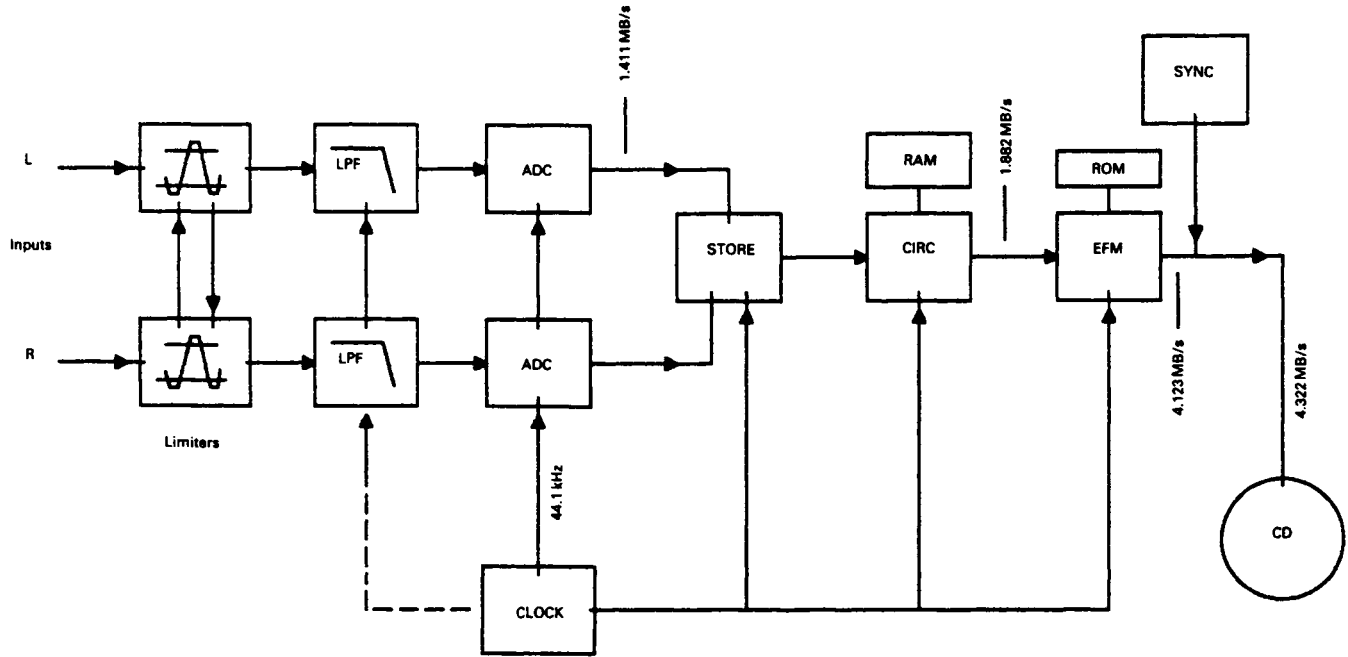 1.411 MB/s
SYNC
L
LPF
ADC
RAM
1.882 MB/s
ROM
Inputs
STORE
CIRC
EFM
R
LPF
ADC
4.123 MB/s
4.322 MB/s
Limiters
44.1 kHz
CD
CLOCK